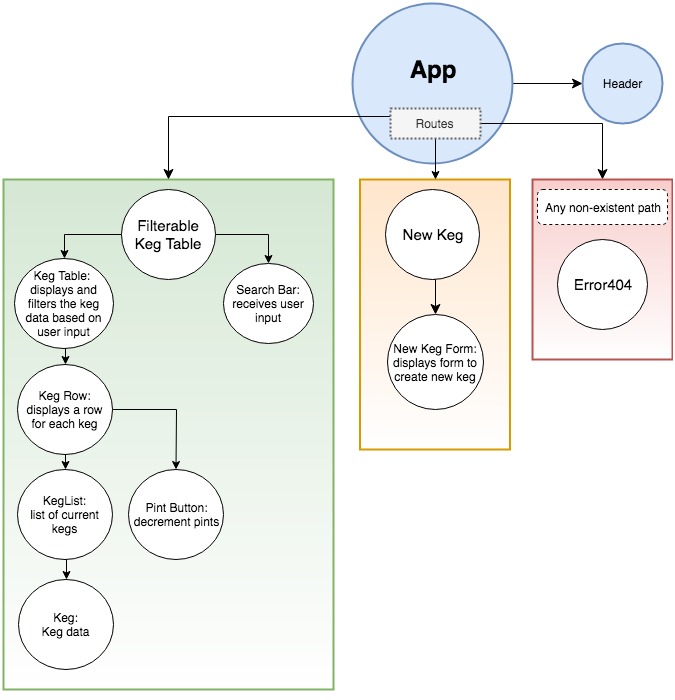 App
Header
Routes
Filterable
Keg Table
Keg Table:
displays and
filters the keg
data based on
user input
Search Bar:
receives user
input
Keg Row:
displays a row
for each keg
KegList:
list of current
kegs
Pint Button:
decrement pints
Keg:
Keg data
New Keg
New Keg Form:
displays form to
create new keg
Any non-existent path
Error404